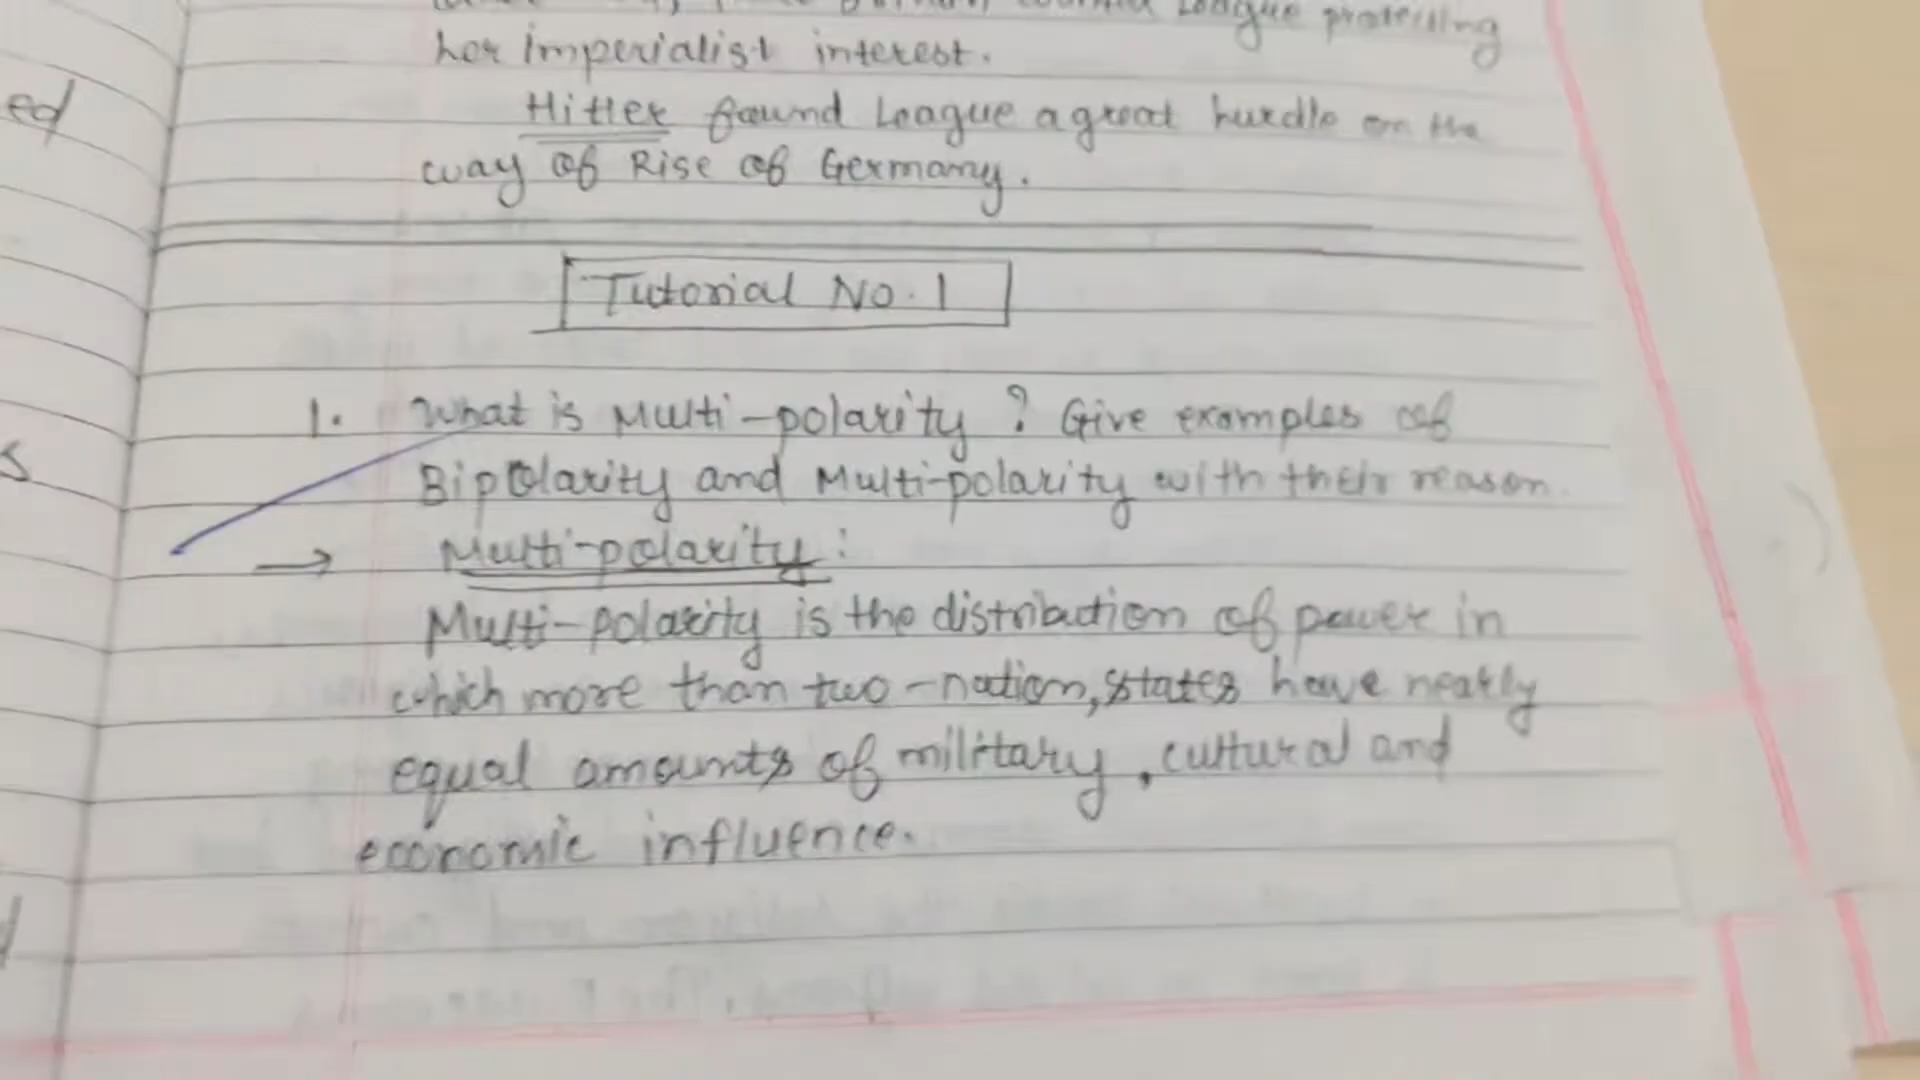 League protecting
her imperialist interest.
Hitler found League a great hurdle on the
way of Rise of Germany.
Tutorial No. 1
1. What is Multi-polarity? Give examples of
Bipolarity and Multi-polarity with their reason.
→ Multi-polarity:
Multi-polarity is the distribution of power in
which more than two-nation, states have nearly
equal amounts of military, cultural and
economic influence.
ed
s